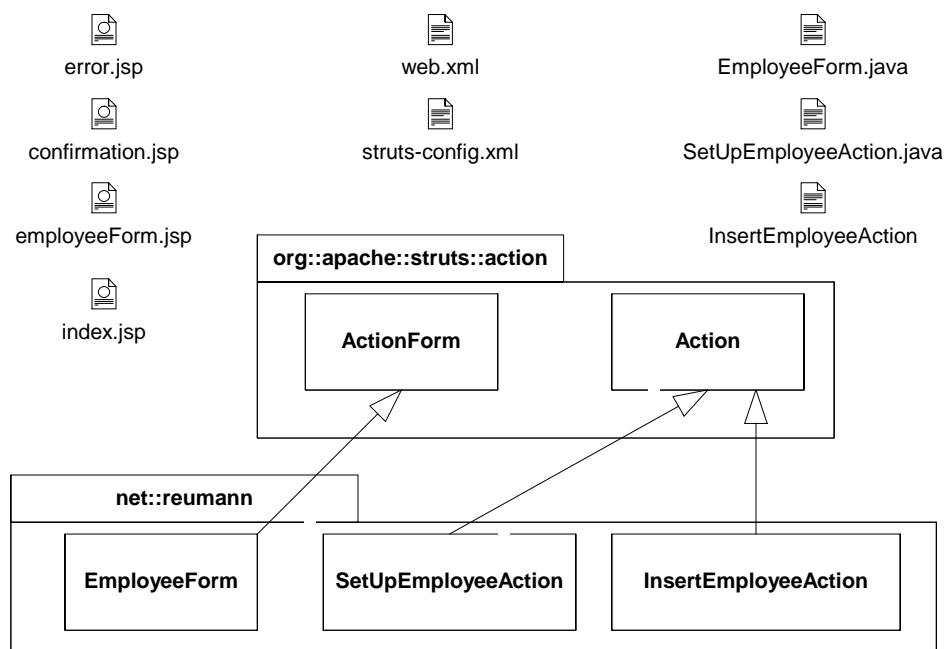 error.jsp
web.xml
EmployeeForm.java
confirmation.jsp
struts-config.xml
SetUpEmployeeAction.java
employeeForm.jsp
InsertEmployeeAction
org::apache::struts::action
index.jsp
ActionForm
Action
net::reumann
EmployeeForm
SetUpEmployeeAction
InsertEmployeeAction